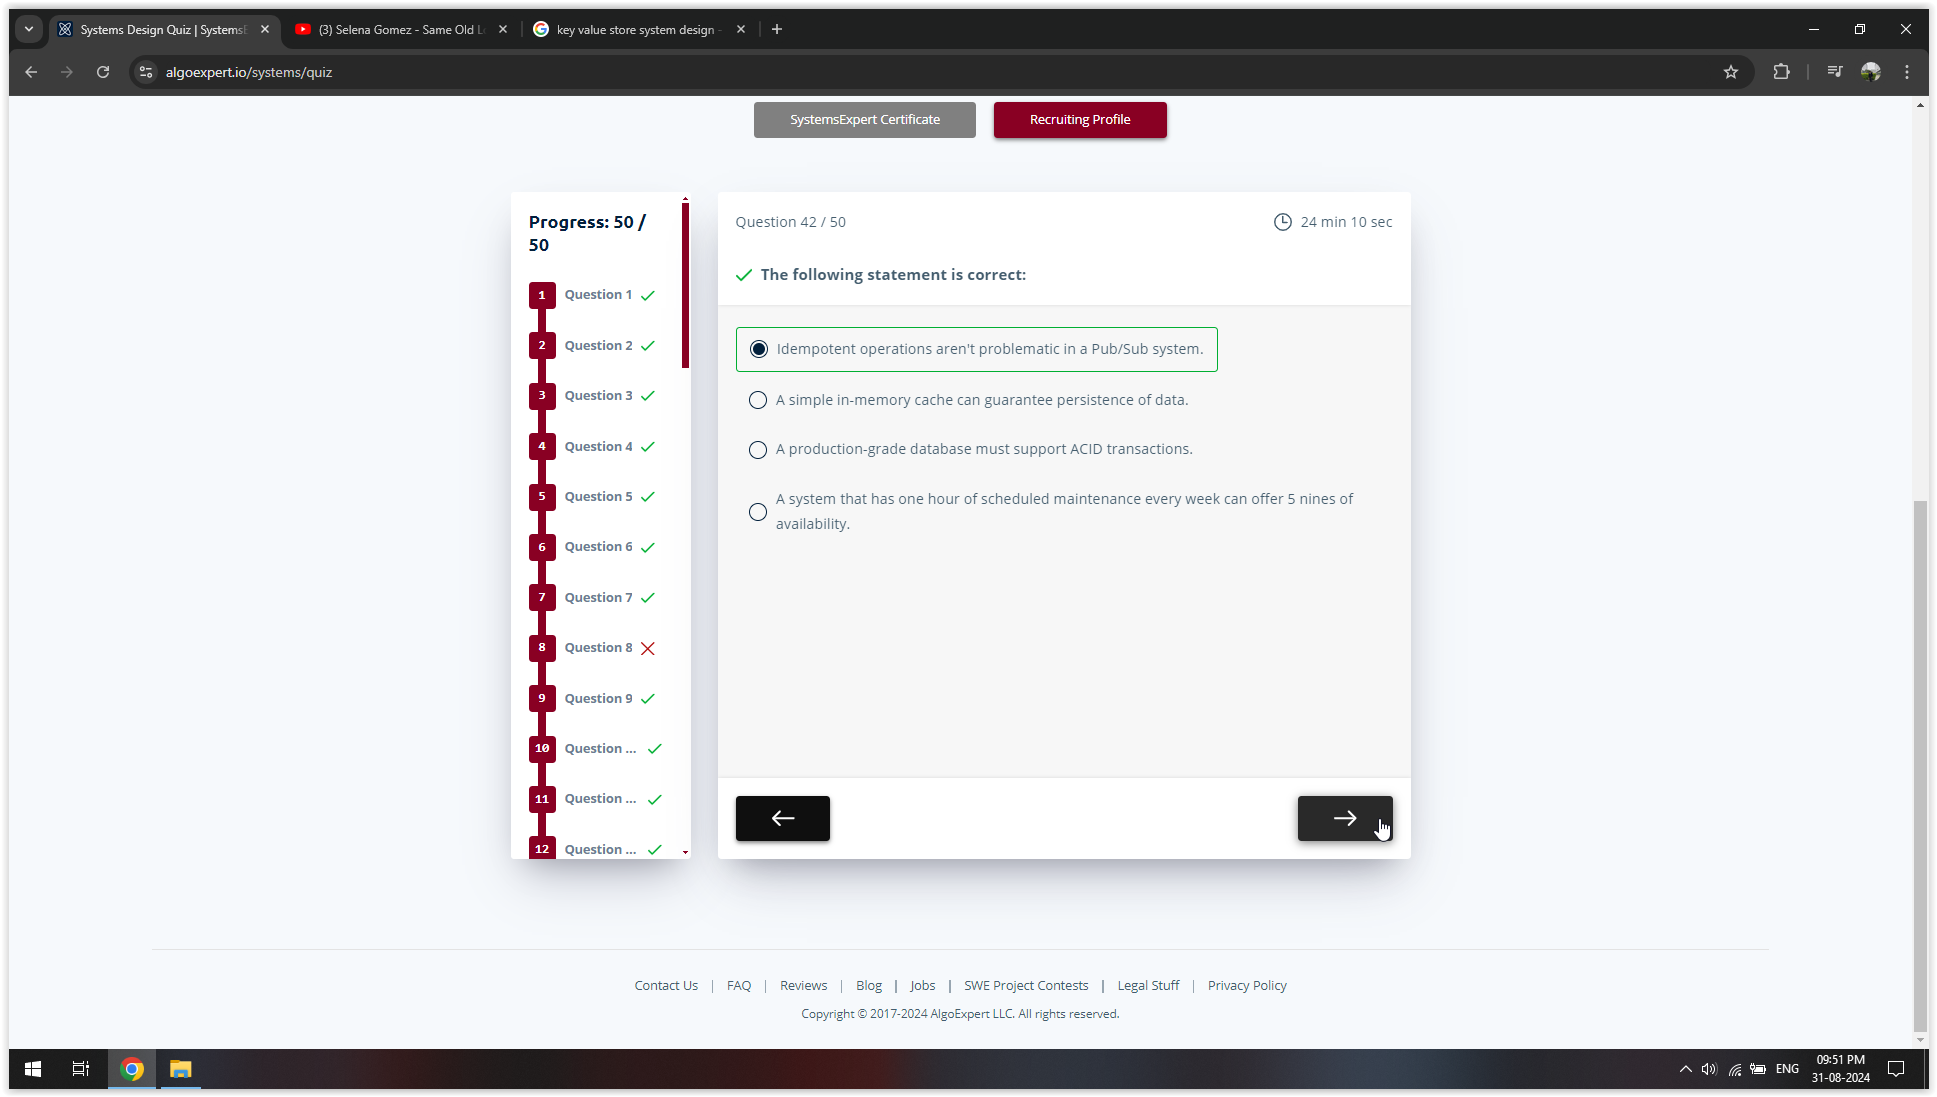 Systems Design Quiz | Systems
(3) Selena Gomez - Same Old L
key value store system design -
algoexpert.io/systems/quiz
SystemsExpert Certificate
Recruiting Profile
Progress: 50 /
50
1 Question 1
2 Question 2
3 Question 3
4 Question 4
5 Question 5
6 Question 6
7 Question 7
8 Question 8
9 Question 9
10 Question ...
11 Question ...
12 Question ...
Question 42 / 50
24 min 10 sec
The following statement is correct:
Idempotent operations aren't problematic in a Pub/Sub system.
A simple in-memory cache can guarantee persistence of data.
A production-grade database must support ACID transactions.
A system that has one hour of scheduled maintenance every week can offer 5 nines of
availability.
Contact Us | FAQ | Reviews | Blog | Jobs | SWE Project Contests | Legal Stuff | Privacy Policy
Copyright © 2017-2024 AlgoExpert LLC. All rights reserved.
ENG
09:51 PM
31-08-2024